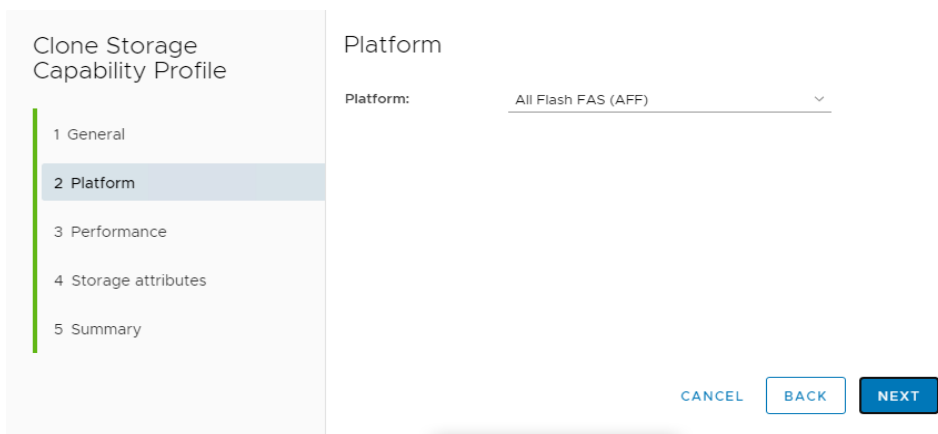 Clone Storage
Capability Profile
1 General
2 Platform
3 Performance
4 Storage attributes
5 Summary
Platform
Platform: All Flash FAS (AFF)
CANCEL BACK NEXT